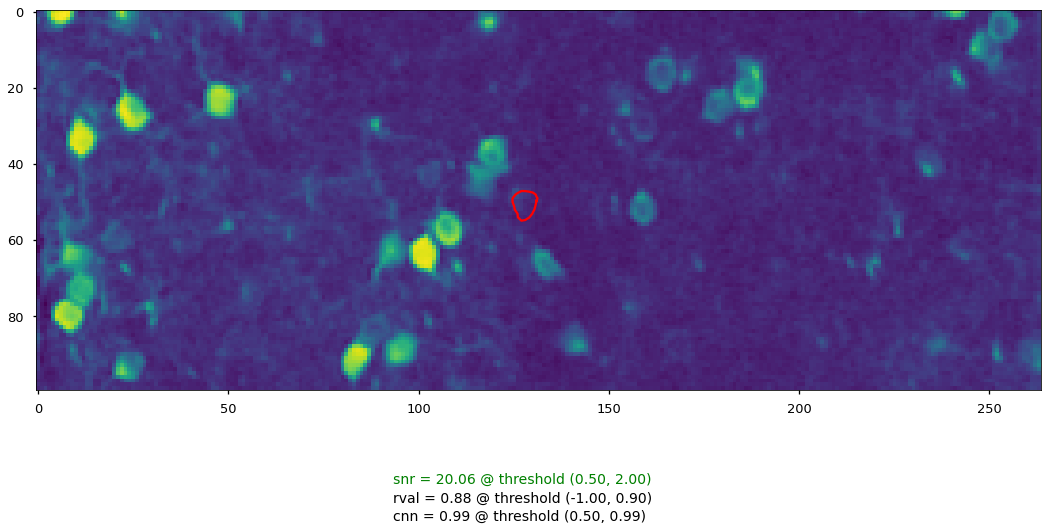 0
20
40
60
80
0 50 100 150 200 250
snr = 20.06 @ threshold (0.50, 2.00)
rval = 0.88 @ threshold (-1.00, 0.90)
cnn = 0.99 @ threshold (0.50, 0.99)